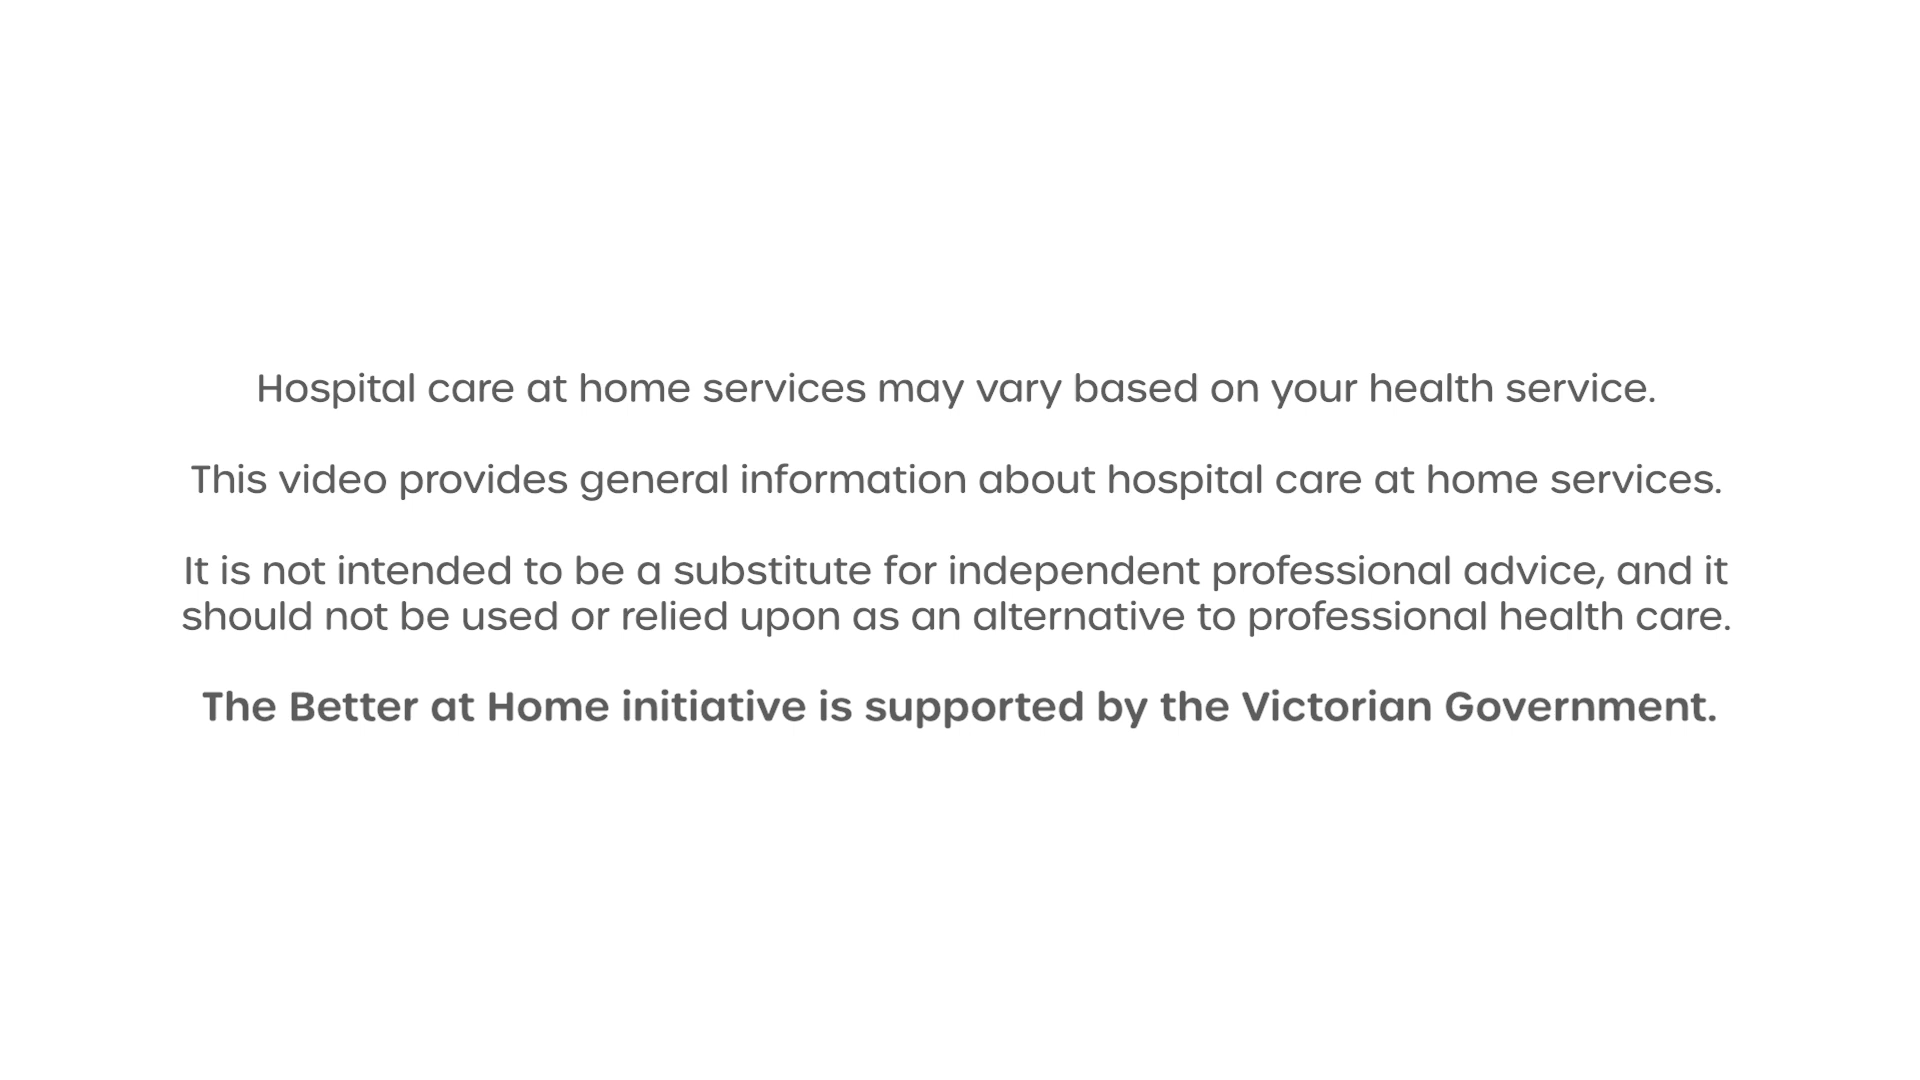 Hospital care at home services may vary based on your health service.
This video provides general information about hospital care at home services.
It is not intended to be a substitute for independent professional advice, and it
should not be used or relied upon as an alternative to professional health care.
The Better at Home initiative is supported by the Victorian Government.